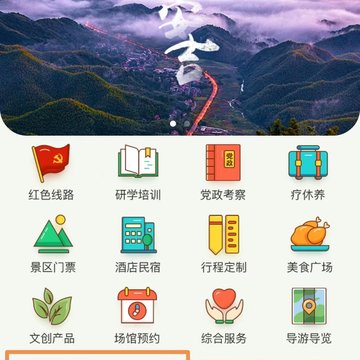 红色线路 研学培训 党政考察 疗休养
党政
景区门票 酒店民宿 行程定制 美食广场
文创产品 场馆预约 综合服务 导游导览